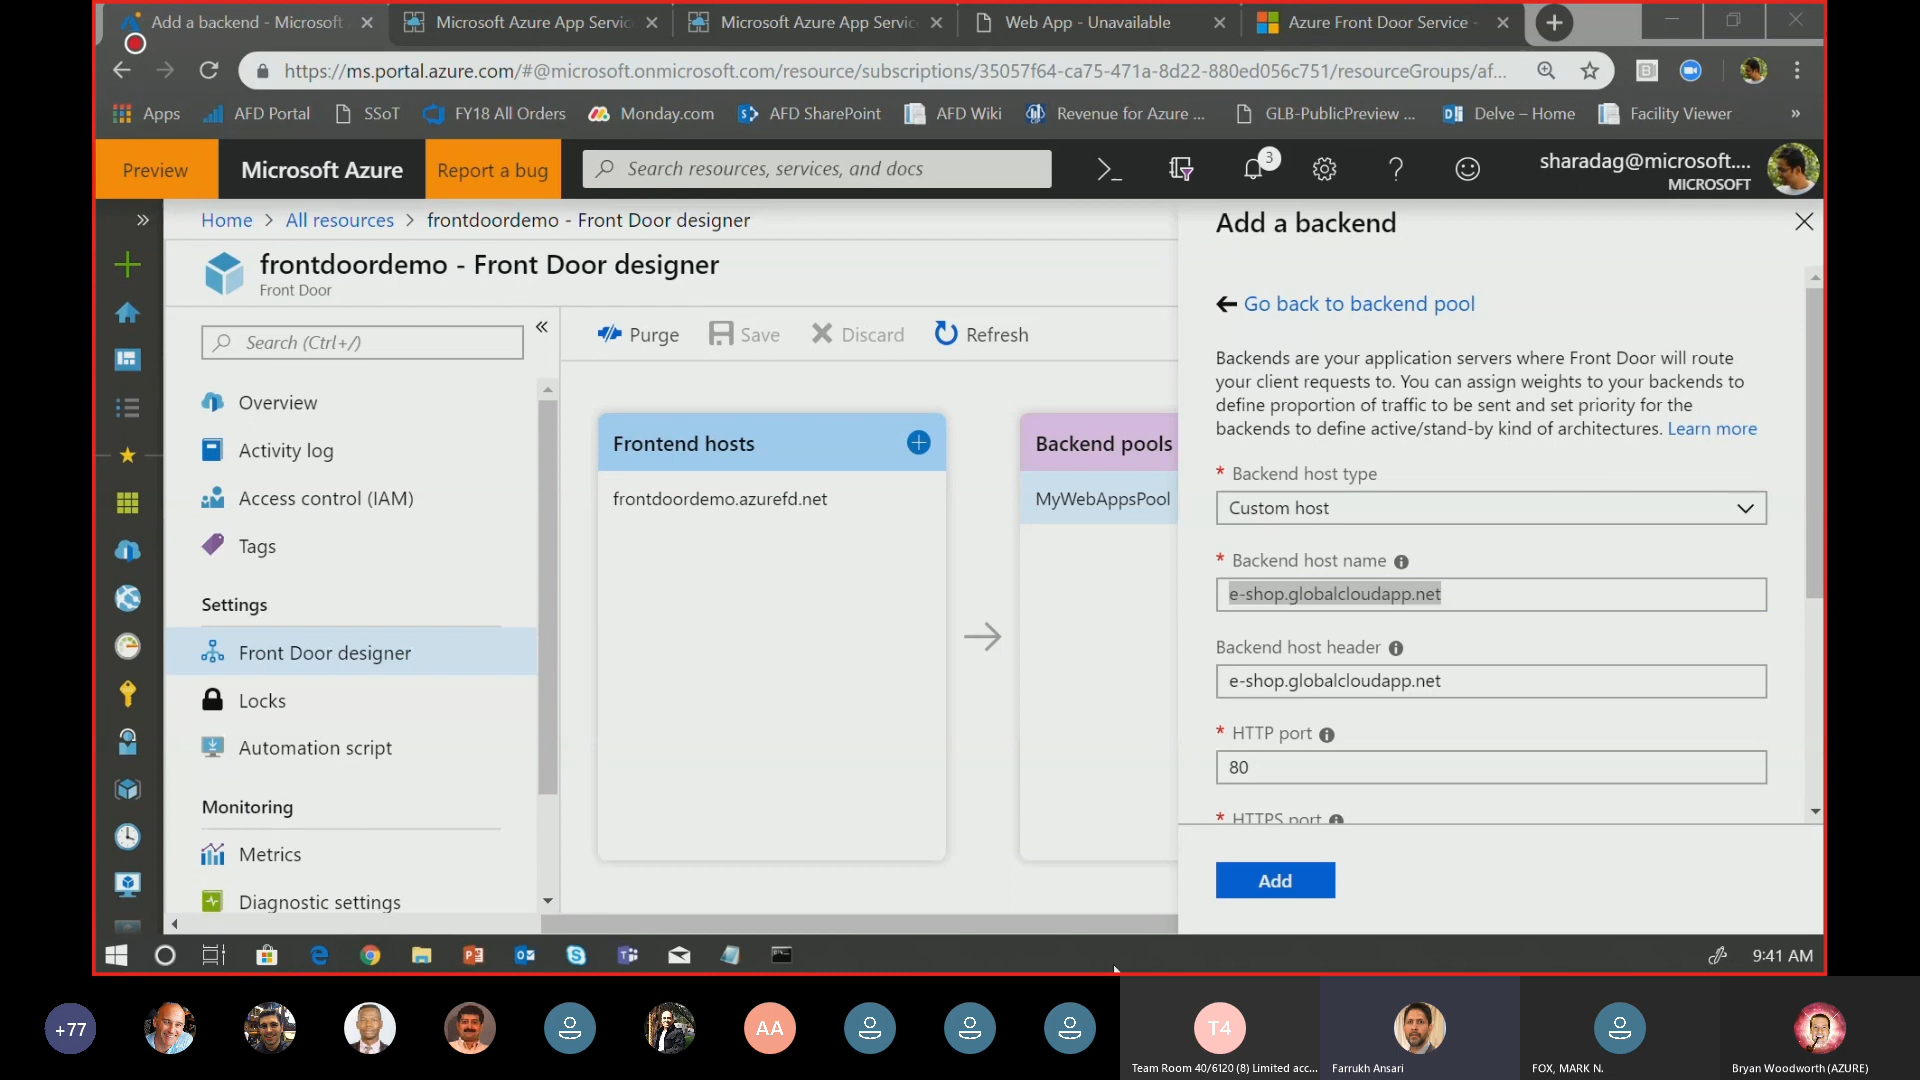 Add a backend - Microsoft
Microsoft Azure App Servic
Microsoft Azure App Servic
Web App - Unavailable
Azure Front Door Service -
https://ms.portal.azure.com/#@microsoft.onmicrosoft.com/resource/subscriptions/35057f64-ca75-471a-8d22-880ed056c751/resourceGroups/af...
Apps
AFD Portal
SSoT
FY18 All Orders
Monday.com
AFD SharePoint
AFD Wiki
Revenue for Azure ...
GLB-PublicPreview ...
Delve – Home
Facility Viewer
»
Preview
Microsoft Azure
Report a bug
Search resources, services, and docs
3
sharadag@microsoft....
MICROSOFT
Home > All resources > frontdoordemo - Front Door designer
frontdoordemo - Front Door designer
Front Door
Search (Ctrl+/)
Overview
Activity log
Access control (IAM)
Tags
Settings
Front Door designer
Locks
Automation script
Monitoring
Metrics
Diagnostic settings
Purge
Save
Discard
Refresh
Frontend hosts
frontdoordemo.azurefd.net
Backend pools
MyWebAppsPool
Add a backend
Go back to backend pool
Backends are your application servers where Front Door will route
your client requests to. You can assign weights to your backends to
define proportion of traffic to be sent and set priority for the
backends to define active/stand-by kind of architectures. Learn more
* Backend host type
Custom host
* Backend host name
e-shop.globalcloudapp.net
Backend host header
e-shop.globalcloudapp.net
* HTTP port
80
* HTTPS port
Add
9:41 AM
+77
AA
T4
Team Room 40/6120 (8) Limited acc...
Farrukh Ansari
FOX, MARK N.
Bryan Woodworth (AZURE)